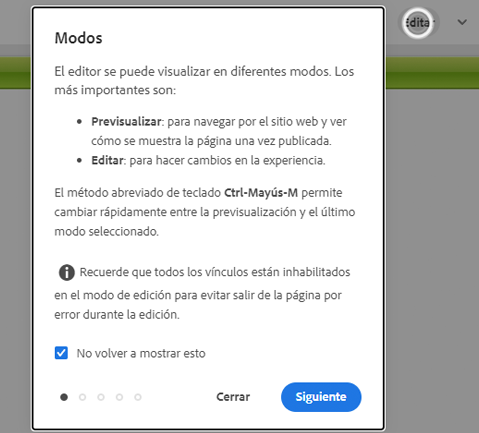 Editar
Modos
El editor se puede visualizar en diferentes modos. Los
más importantes son:
Previsualizar: para navegar por el sitio web y ver
cómo se muestra la página una vez publicada.
Editar: para hacer cambios en la experiencia.
El método abreviado de teclado Ctrl-Mayús-M permite
cambiar rápidamente entre la previsualización y el último
modo seleccionado.
Recuerde que todos los vínculos están inhabilitados
en el modo de edición para evitar salir de la página por
error durante la edición.
No volver a mostrar esto
Cerrar
Siguiente